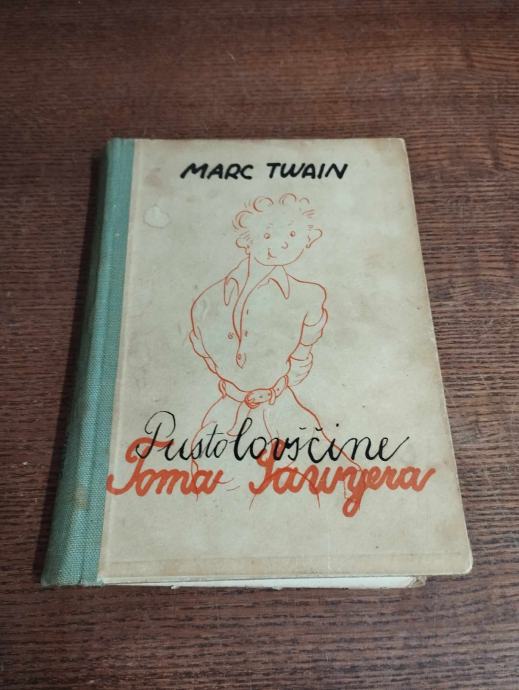 MARC TWAIN
Pustolovščine
Toma Sawyera